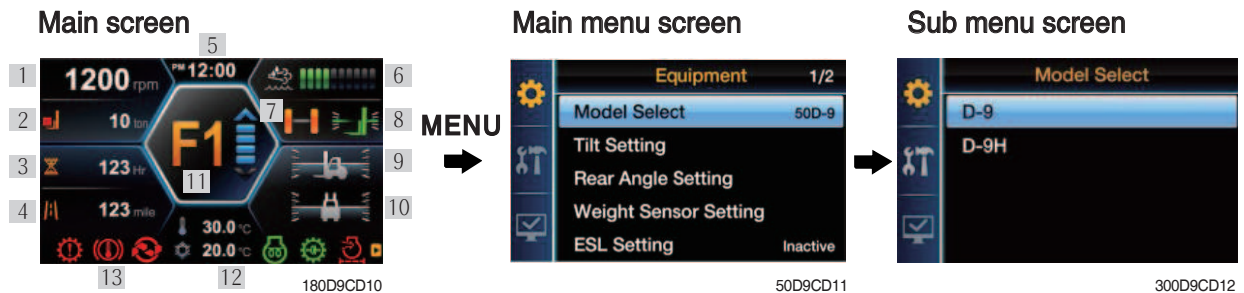 Main screen
Main menu screen
Sub menu screen
5
1
1200 rpm
PM 12:00
6
2
10 ton
7
8
3
123 Hr
F1
11
9
4
123 mile
10
30.0 °C
20.0 °C
13
12
180D9CD10
MENU
Equipment 1/2
Model Select 50D-9
Tilt Setting
Rear Angle Setting
Weight Sensor Setting
ESL Setting Inactive
50D9CD11
Model Select
D-9
D-9H
300D9CD12